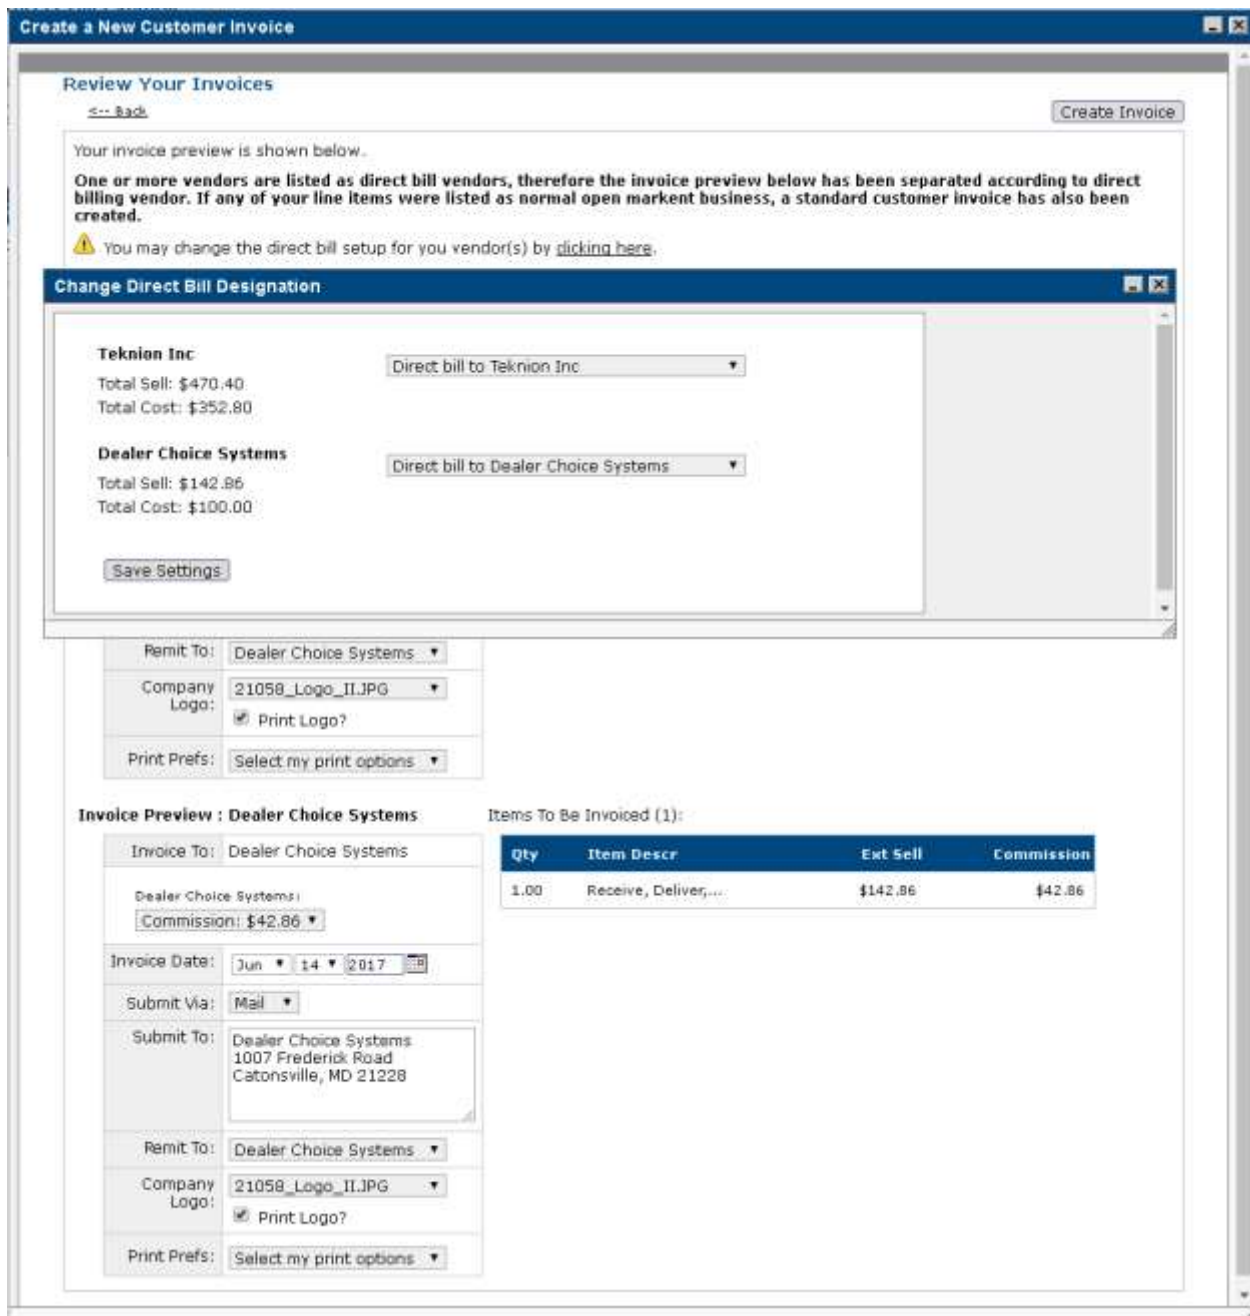 Create a New Customer Invoice
Review Your Invoices
<-- Back
Create Invoice
Your invoice preview is shown below.
One or more vendors are listed as direct bill vendors, therefore the invoice preview below has been separated according to direct
billing vendor. If any of your line items were listed as normal open markent business, a standard customer invoice has also been
created.
You may change the direct bill setup for you vendor(s) by clicking here.
Change Direct Bill Designation
Teknion Inc
Direct bill to Teknion Inc
Total Sell: $470.40
Total Cost: $352.80
Dealer Choice Systems
Direct bill to Dealer Choice Systems
Total Sell: $142.86
Total Cost: $100.00
Save Settings
Remit To: Dealer Choice Systems
Company Logo: 21058_Logo_II.JPG
Print Logo?
Print Prefs: Select my print options
Invoice Preview : Dealer Choice Systems
Items To Be Invoiced (1):
Invoice To: Dealer Choice Systems
Qty Item Descr Ext Sell Commission
1.00 Receive, Deliver,... $142.86 $42.86
Dealer Choice Systems:
Commission: $42.86
Invoice Date: Jun 14 2017
Submit Via: Mail
Submit To: Dealer Choice Systems
1007 Frederick Road
Catonsville, MD 21228
Remit To: Dealer Choice Systems
Company Logo: 21058_Logo_II.JPG
Print Logo?
Print Prefs: Select my print options